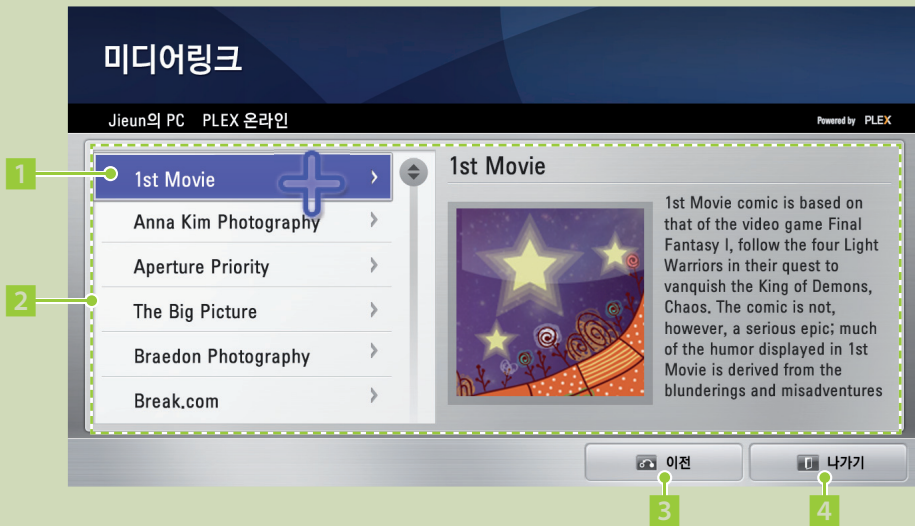 미디어링크
Jieun의 PC PLEX 온라인
Powered by PLEX
1
1st Movie
Anna Kim Photography
Aperture Priority
2
The Big Picture
Braedon Photography
Break.com
1st Movie
1st Movie comic is based on
that of the video game Final
Fantasy I, follow the four Light
Warriors in their quest to
vanquish the King of Demons,
Chaos. The comic is not,
however, a serious epic; much
of the humor displayed in 1st
Movie is derived from the
blunderings and misadventures
이전
나가기
3
4